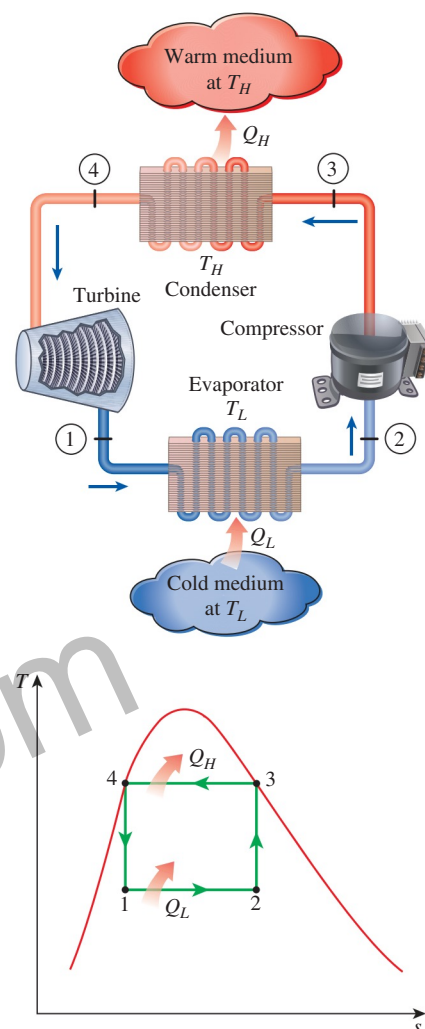 Warm medium
at T_H
Q_H
4
3
T_H
Condenser
Turbine
Compressor
Evaporator
T_L
1
2
Q_L
Cold medium
at T_L
om
T
4
Q_H
3
1
Q_L
2
s